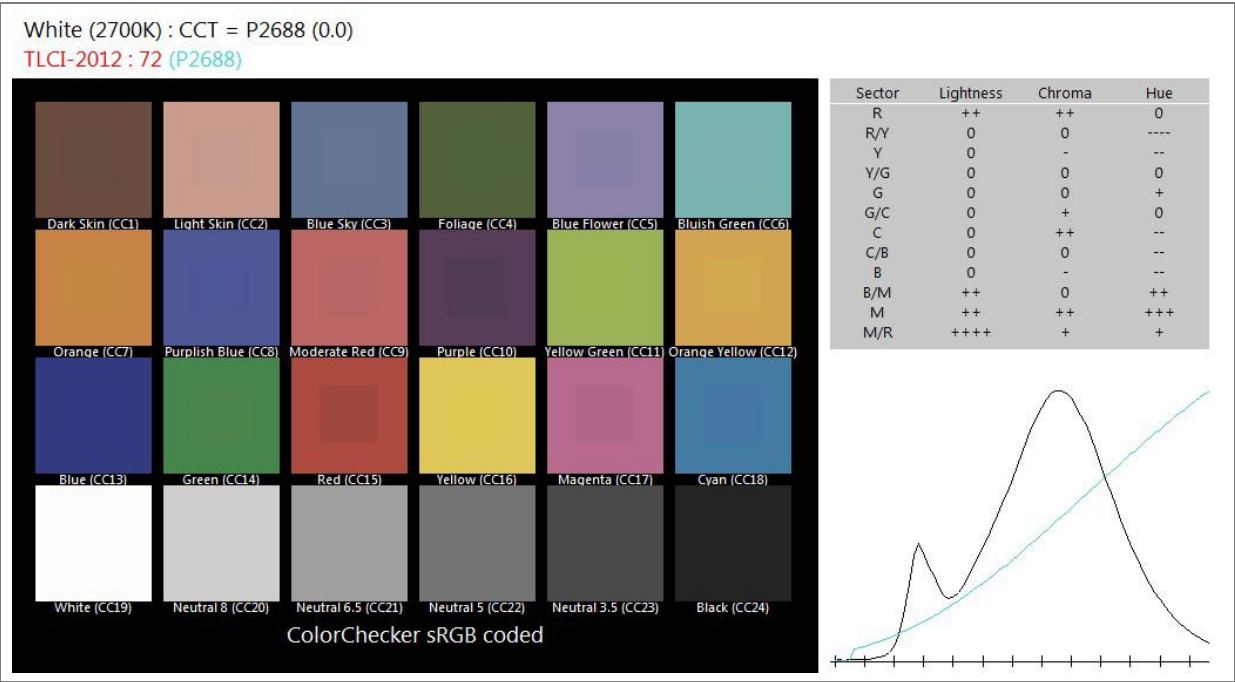 White (2700K) : CCT = P2688 (0.0)
TLCI-2012 : 72 (P2688)
Dark Skin (CC1) Light Skin (CC2) Blue Sky (CC3) Foliage (CC4) Blue Flower (CC5) Bluish Green (CC6)
Orange (CC7) Purplish Blue (CC8) Moderate Red (CC9) Purple (CC10) Yellow Green (CC11) Orange Yellow (CC12)
Blue (CC13) Green (CC14) Red (CC15) Yellow (CC16) Magenta (CC17) Cyan (CC18)
White (CC19) Neutral 8 (CC20) Neutral 6.5 (CC21) Neutral 5 (CC22) Neutral 3.5 (CC23) Black (CC24)
ColorChecker sRGB coded
Sector Lightness Chroma Hue
R ++ ++ 0
R/Y 0 0 ----
Y 0 - --
Y/G 0 0 0
G 0 0 +
G/C 0 + 0
C 0 ++ --
C/B 0 0 --
B 0 - --
B/M ++ 0 ++
M ++ ++ +++
M/R ++++ + +